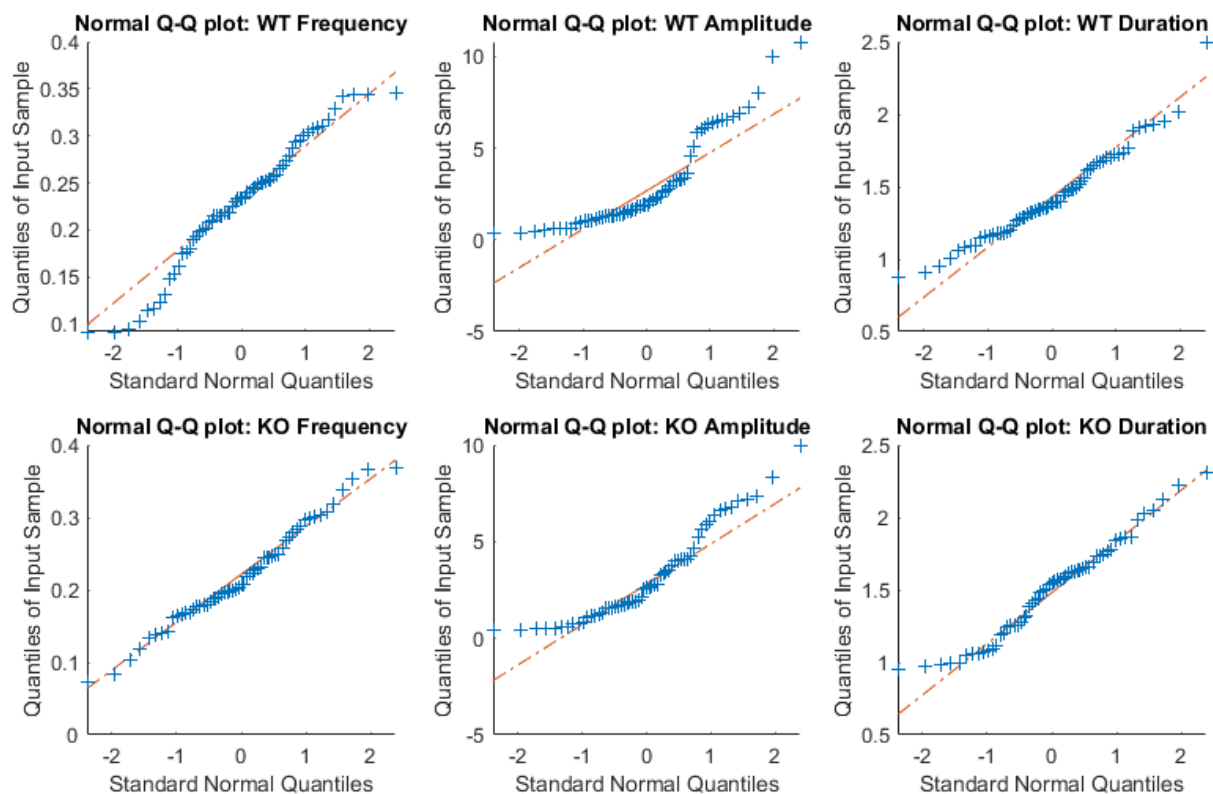 Normal Q-Q plot: WT Frequency
Quantiles of Input Sample
0.4
0.35
0.3
0.25
0.2
0.15
0.1
-2 -1 0 1 2
Standard Normal Quantiles
Normal Q-Q plot: WT Amplitude
Quantiles of Input Sample
10
5
0
-5
-2 -1 0 1 2
Standard Normal Quantiles
Normal Q-Q plot: WT Duration
Quantiles of Input Sample
2.5
2
1.5
1
0.5
-2 -1 0 1 2
Standard Normal Quantiles
Normal Q-Q plot: KO Frequency
Quantiles of Input Sample
0.4
0.3
0.2
0.1
0
-2 -1 0 1 2
Standard Normal Quantiles
Normal Q-Q plot: KO Amplitude
Quantiles of Input Sample
10
5
0
-5
-2 -1 0 1 2
Standard Normal Quantiles
Normal Q-Q plot: KO Duration
Quantiles of Input Sample
2.5
2
1.5
1
0.5
-2 -1 0 1 2
Standard Normal Quantiles